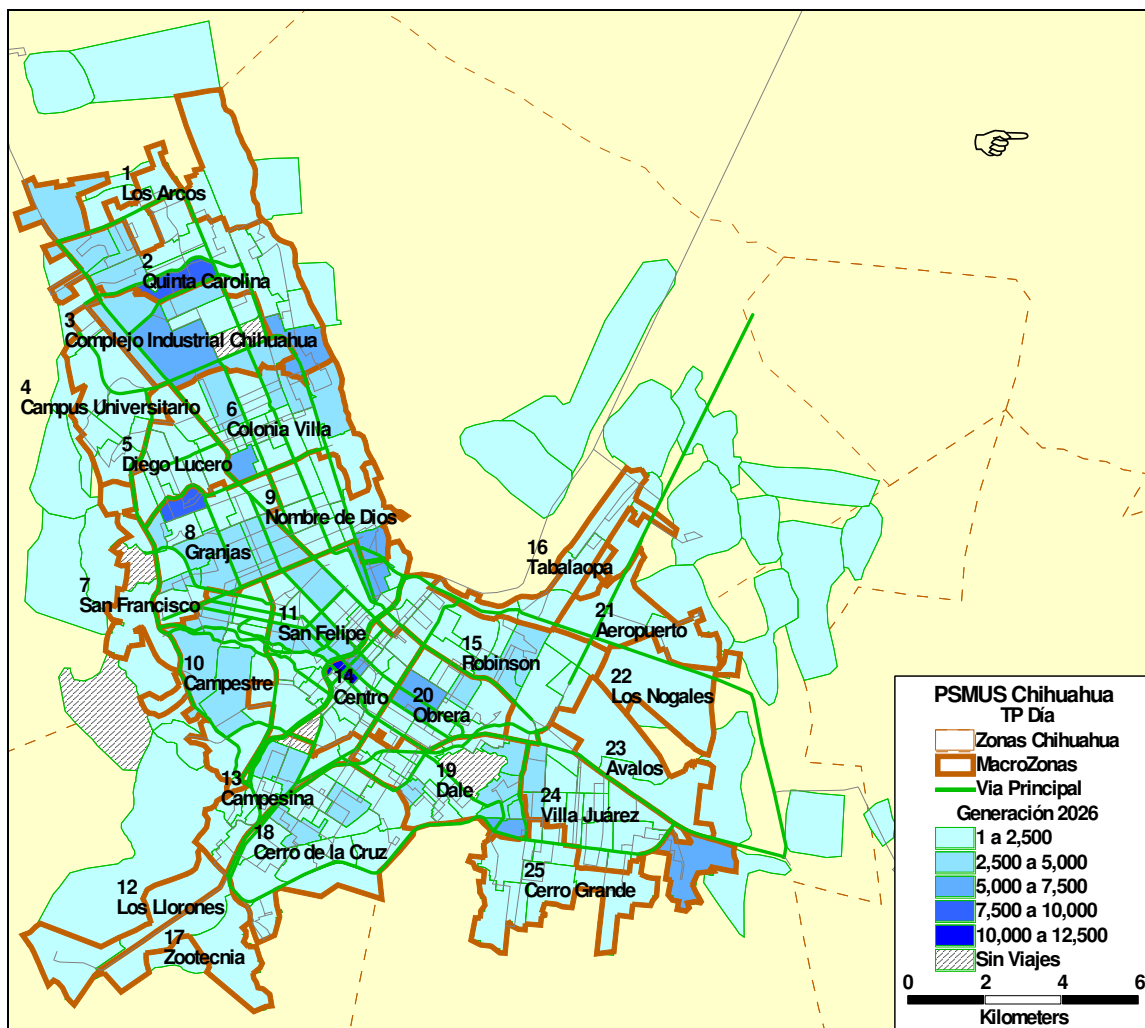 1
Los Arcos
2
Quinta Carolina
3
Complejo Industrial Chihuahua
4
Campus Universitario
5
Diego Lucero
6
Colonia Villa
9
Nombre de Dios
8
Granjas
7
San Francisco
11
San Felipe
10
Campestre
14
Centro
16
Tabalaopa
15
Robinson
21
Aeropuerto
22
Los Nogales
20
Obrera
23
Avalos
19
Dale
24
Villa Juárez
13
Campesina
18
Cerro de la Cruz
25
Cerro Grande
12
Los Llorones
17
Zootecnia
PSMUS Chihuahua
TP Día
Zonas Chihuahua
MacroZonas
Via Principal
Generación 2026
1 a 2,500
2,500 a 5,000
5,000 a 7,500
7,500 a 10,000
10,000 a 12,500
Sin Viajes
0 2 4 6
Kilometers